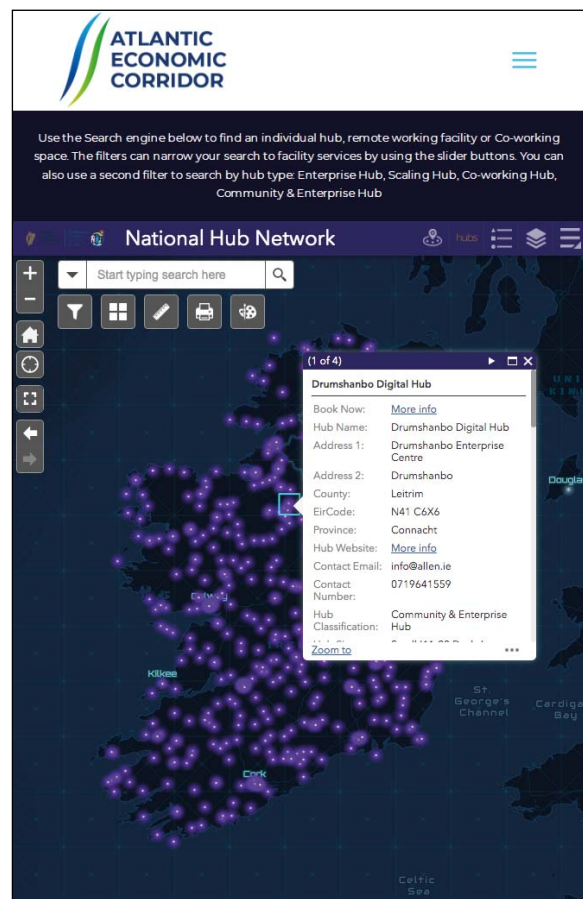 ATLANTIC
ECONOMIC
CORRIDOR
Use the Search engine below to find an individual hub, remote working facility or Co-working
space. The filters can narrow your search to facility services by using the slider buttons. You can
also use a second filter to search by hub type: Enterprise Hub, Scaling Hub, Co-working Hub,
Community & Enterprise Hub
National Hub Network
hubs
Start typing search here
(1 of 4)
Drumshanbo Digital Hub
Book Now: More info
Hub Name: Drumshanbo Digital Hub
Address 1: Drumshanbo Enterprise
Centre
Address 2: Drumshanbo
County: Leitrim
EirCode: N41 C6X6
Province: Connacht
Hub Website: More info
Contact Email: info@allen.ie
Contact 0719641559
Number:
Hub Community & Enterprise
Classification: Hub
Zoom to
Douglas
Galway
Kilkee
St
George's
Channel
Cardiga
Bay
Cork
Celtic
Sea